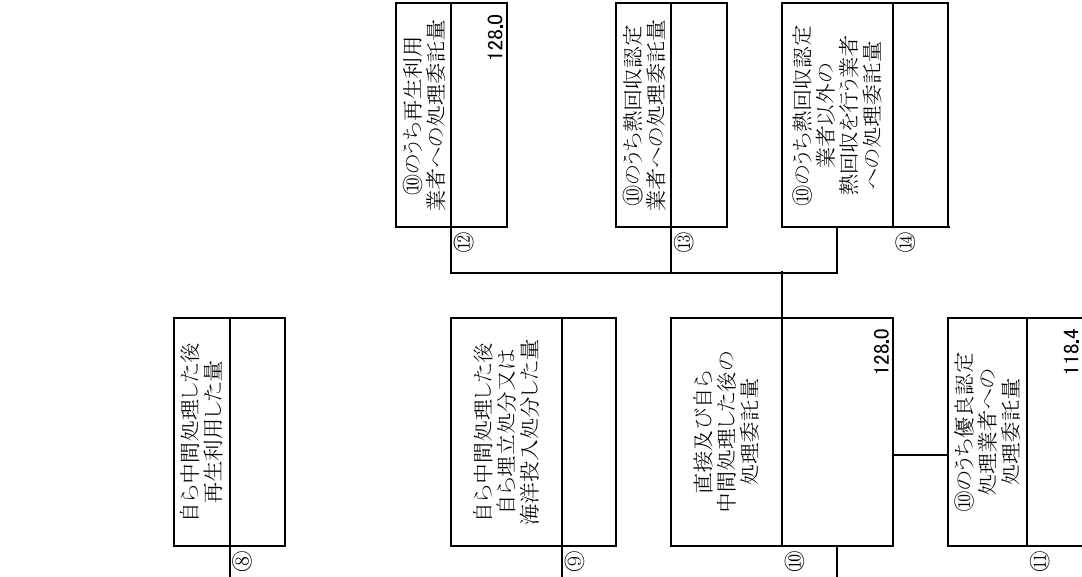 ⑧
自ら中間処理した後
再生利用した量
⑨
自ら中間処理した後
自ら埋立処分又は
海洋投入処分した量
⑩
直接及び自ら
中間処理した後の
処理委託量
128.0
⑪
⑩のうち優良認定
処理業者への
処理委託量
118.4
⑫
⑩のうち再生利用
業者への処理委託量
128.0
⑬
⑩のうち熱回収認定
業者への処理委託量
⑭
⑩のうち熱回収認定
業者以外の
熱回収を行う業者
への処理委託量